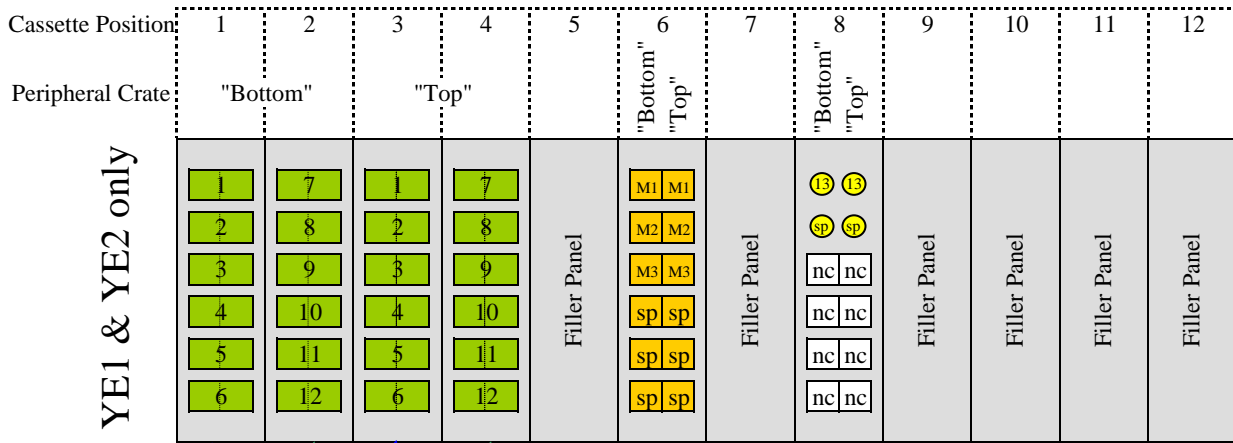 Cassette Position 1 2 3 4 5 6 7 8 9 10 11 12
Peripheral Crate "Bottom" "Top" "Bottom" "Top" "Bottom" "Top"
YE1 & YE2 only
1 7 1 7 M1 M1 13 13
2 8 2 8 M2 M2 sp sp
3 9 3 9 M3 M3 nc nc
4 10 4 10 sp sp nc nc
5 11 5 11 sp sp nc nc
6 12 6 12 sp sp nc nc
Filler Panel
Filler Panel
Filler Panel
Filler Panel
Filler Panel
Filler Panel